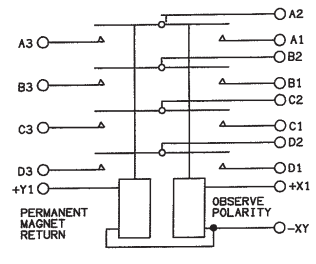 A2
A3
A1
B2
B3
B1
C2
C3
C1
D2
D3
D1
+Y1
+X1
PERMANENT
MAGNET
RETURN
OBSERVE
POLARITY
-XY